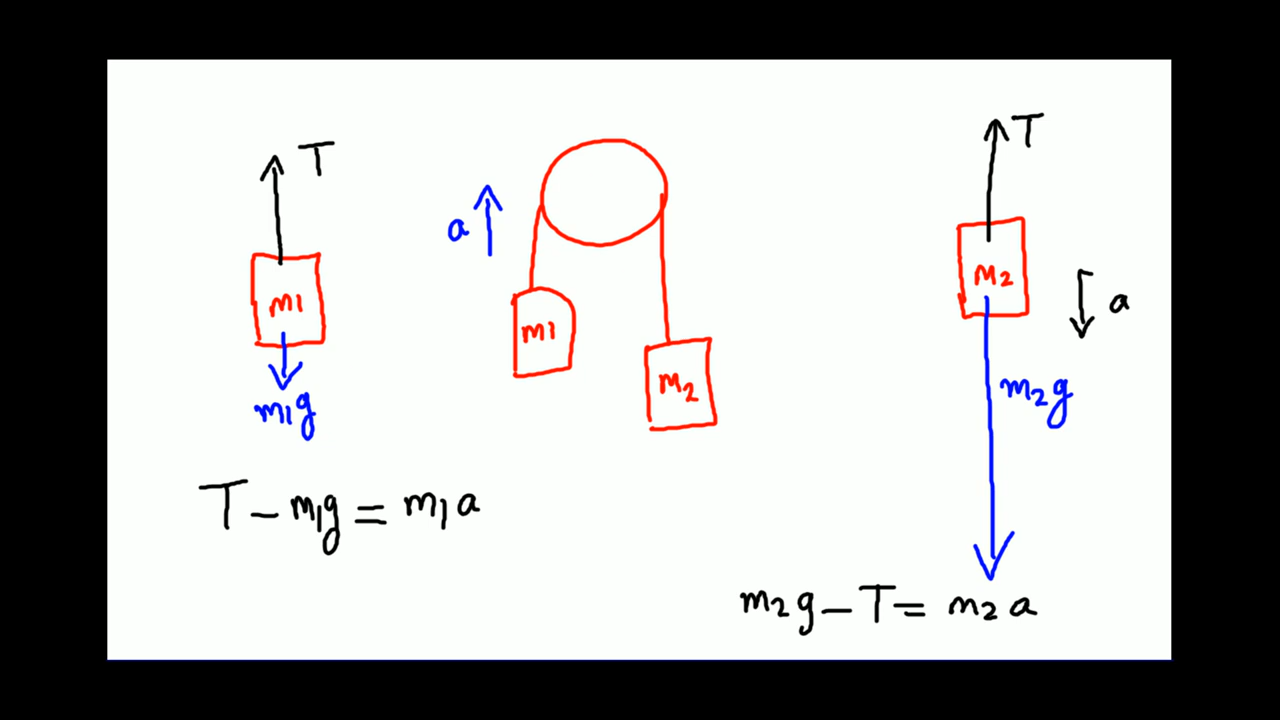 T
m1
m1g
T - m1g = m1a
a
m1
m2
T
m2
a
m2g
m2g - T = m2a